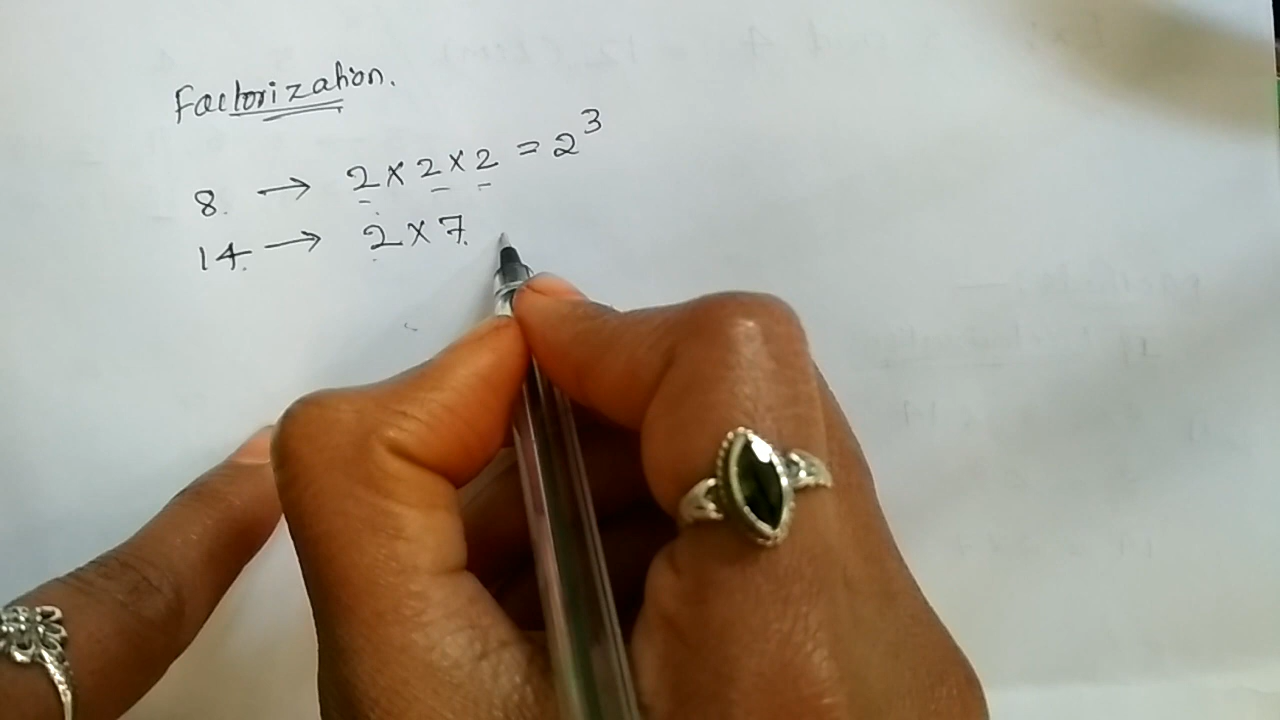 Factorization.
8. → 2 × 2 × 2 = 2³
14. → 2 × 7.